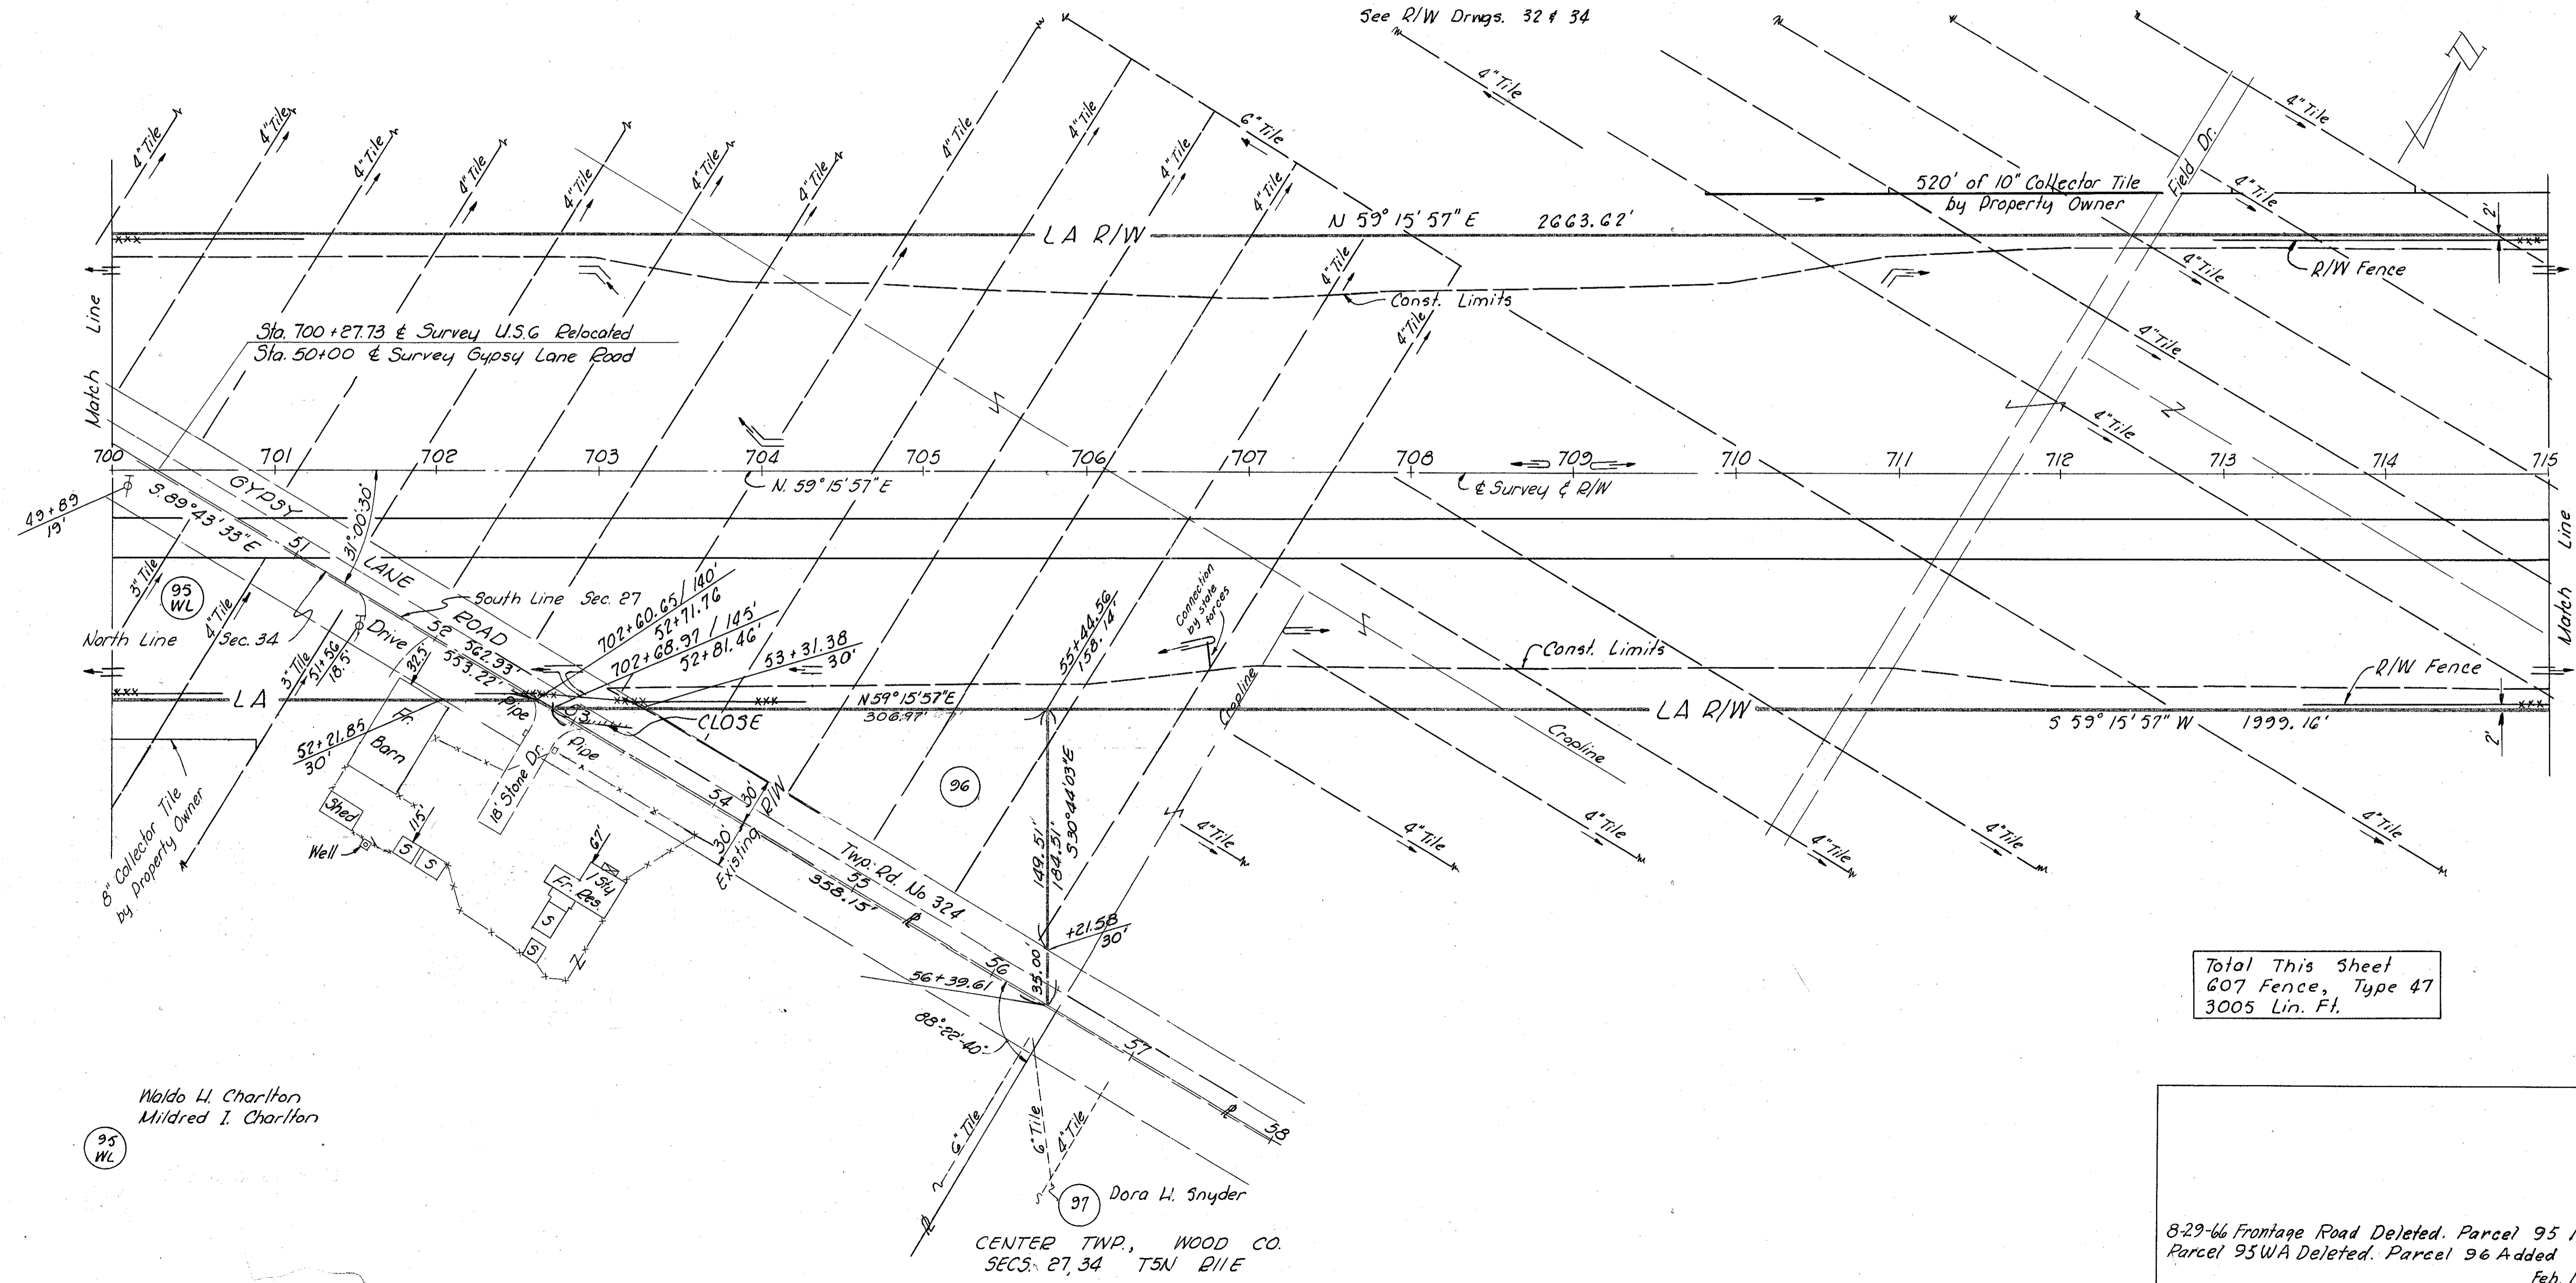 See R/W Drwgs. 32 & 34
4" Tile
4" Tile
4" Tile
4" Tile
4" Tile
4" Tile
4" Tile
4" Tile
4" Tile
4" Tile
4" Tile
6" Tile
4" Tile
4" Tile
Field Dr.
4" Tile
520' of 10" Collector Tile
by Property Owner
LA R/W
N 59° 15' 57" E 2663.62'
2'
R/W Fence
Const. Limits
4" Tile
4" Tile
4" Tile
4" Tile
4" Tile
Match Line
Sta. 700+27.73 ℄ Survey U.S.6 Relocated
Sta. 50+00 ℄ Survey Gypsy Lane Road
700 701 702 703 704 705 706 707 708 709 710 711 712 713 714 715
N. 59° 15' 57" E
℄ Survey & R/W
49+89
19'
S. 89° 43' 33" E
GYPSY LANE ROAD
31°-00'-30"
51
52
53
54
55
56
57
58
3" Tile
95
WL
4" Tile
South Line Sec. 27
North Line Sec. 34
3" Tile
+51+56
18.5'
Drive
32.5'
562.93'
553.22'
702+60.65 / 140'
52+71.76
702+68.97 / 145'
52+81.46'
53+31.38
30'
55+44.56
158.14'
Connection
by state
forces
Cropline
Const. Limits
R/W Fence
Match Line
LA
N 59° 15' 57" E
306.97'
CLOSE
LA R/W
S 59° 15' 57" W 1999.16'
2'
52+21.85
30'
Fr.
Barn
Pipe
Pipe
18' Stone Dr.
Shed
Well
115'
S
S
67'
1 Sty
Fr. Res.
S
S
8" Collector Tile
by Property Owner
30'
30'
Existing R/W
Twp. Rd. No 324
358.15'
96
149.51'
184.51'
S 30° 44' 03" E
Cropline
4" Tile
4" Tile
4" Tile
4" Tile
4" Tile
4" Tile
+21.58
30'
35.00
56+39.61
88°-22'-40"
6" Tile
6" Tile
4" Tile
97
Dora H. Snyder
CENTER TWP., WOOD CO.
SECS. 27, 34 T5N R11E
Waldo H. Charlton
Mildred I. Charlton
95
WL
Total This Sheet
607 Fence, Type 47
3005 Lin. Ft.
8-29-66 Frontage Road Deleted. Parcel 95
Parcel 95WA Deleted. Parcel 96 Added
Feb.